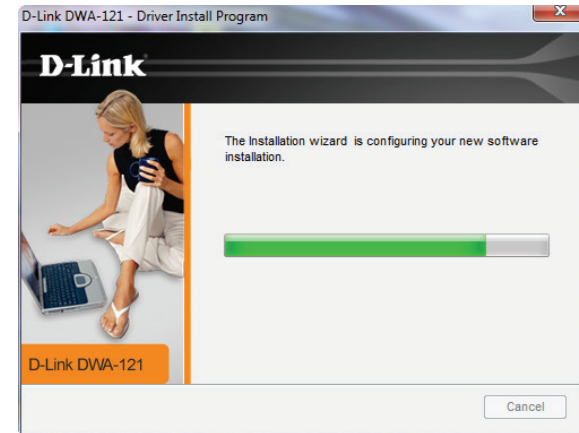 D-Link DWA-121 - Driver Install Program
D-Link
The Installation wizard is configuring your new software
installation.
D-Link DWA-121
Cancel